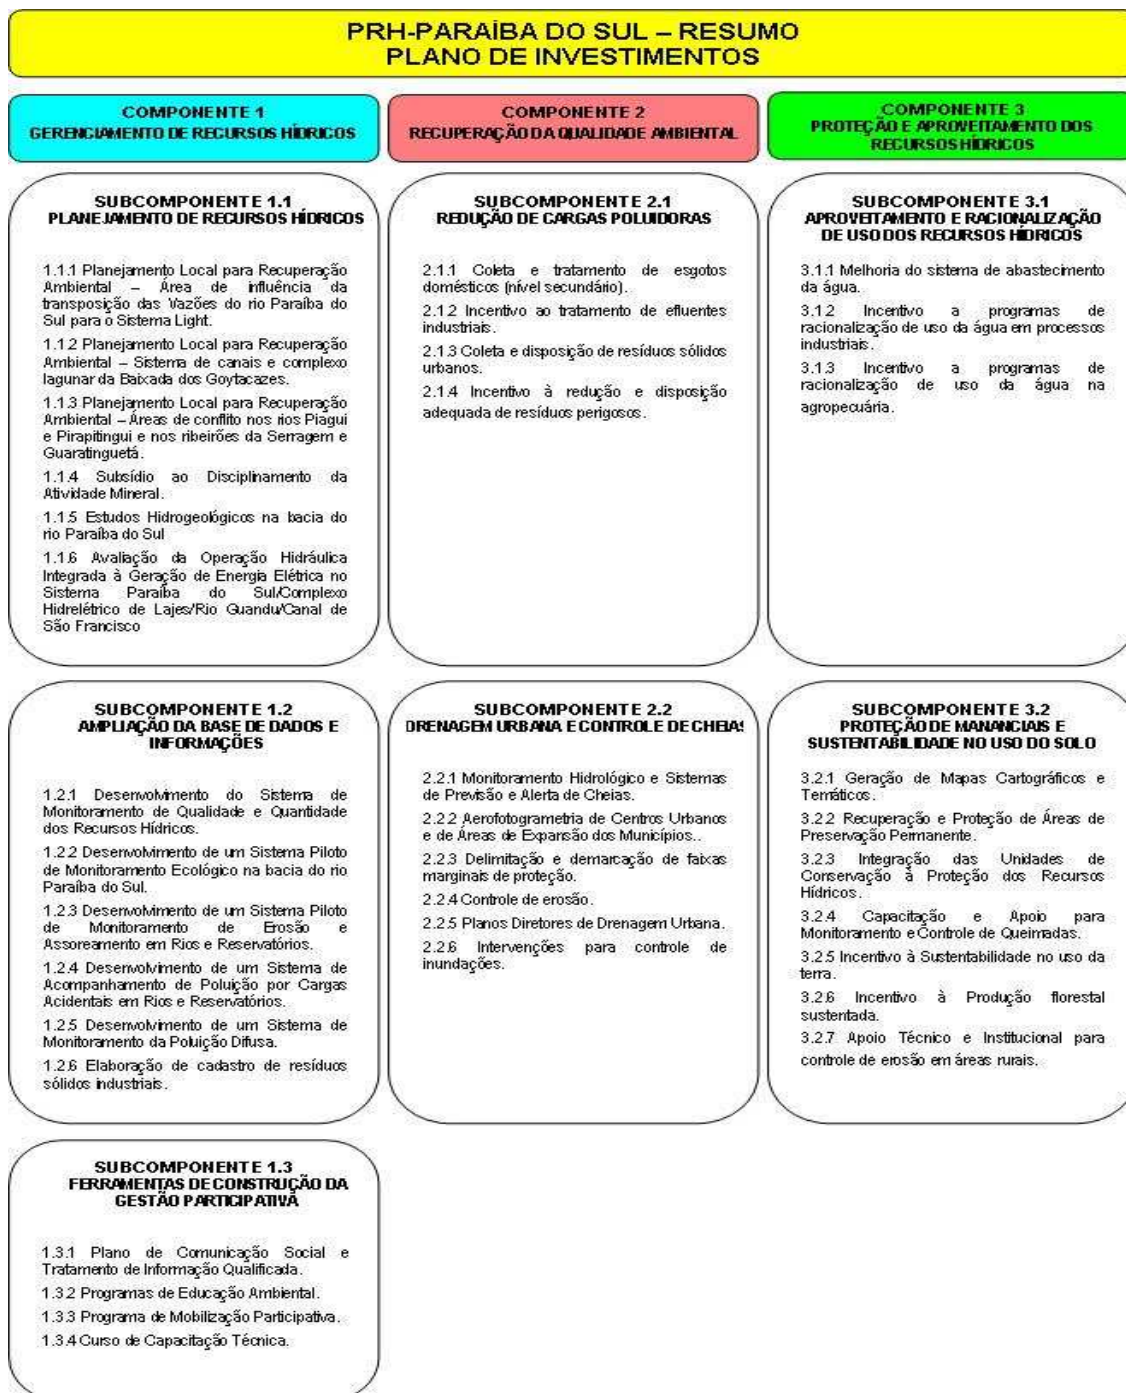 PRH-PARAÍBA DO SUL – RESUMO
PLANO DE INVESTIMENTOS
COMPONENTE 1
GERENCIAMENTO DE RECURSOS HÍDRICOS
COMPONENTE 2
RECUPERAÇÃO DA QUALIDADE AMBIENTAL
COMPONENTE 3
PROTEÇÃO E APROVEITAMENTO DOS
RECURSOS HÍDRICOS
SUBCOMPONENTE 1.1
PLANEJAMENTO DE RECURSOS HÍDRICOS
1.1.1 Planejamento Local para Recuperação
Ambiental – Área de influência da
transposição das Vazões do rio Paraíba do
Sul para o Sistema Light.
1.1.2 Planejamento Local para Recuperação
Ambiental – Sistema de canais e complexo
lagunar da Baixada dos Goytacazes.
1.1.3 Planejamento Local para Recuperação
Ambiental – Áreas de conflito nos rios Piagui
e Pirapitingui e nos ribeirões da Serragem e
Guaratinguetá.
1.1.4 Subsídio ao Disciplinamento da
Atividade Mineral.
1.1.5 Estudos Hidrogeológicos na bacia do
rio Paraíba do Sul
1.1.6 Avaliação da Operação Hidráulica
Integrada à Geração de Energia Elétrica no
Sistema Paraíba do Sul/Complexo
Hidrelétrico de Lajes/Rio Guandu/Canal de
São Francisco
SUBCOMPONENTE 2.1
REDUÇÃO DE CARGAS POLUIDORAS
2.1.1 Coleta e tratamento de esgotos
domésticos (nível secundário).
2.1.2 Incentivo ao tratamento de efluentes
industriais.
2.1.3 Coleta e disposição de resíduos sólidos
urbanos.
2.1.4 Incentivo à redução e disposição
adequada de resíduos perigosos.
SUBCOMPONENTE 3.1
APROVEITAMENTO E RACIONALIZAÇÃO
DE USO DOS RECURSOS HÍDRICOS
3.1.1 Melhoria do sistema de abastecimento
da água.
3.1.2 Incentivo a programas de
racionalização de uso da água em processos
industriais.
3.1.3 Incentivo a programas de
racionalização de uso da água na
agropecuária.
SUBCOMPONENTE 1.2
AMPLIAÇÃO DA BASE DE DADOS E
INFORMAÇÕES
1.2.1 Desenvolvimento do Sistema de
Monitoramento de Qualidade e Quantidade
dos Recursos Hídricos.
1.2.2 Desenvolvimento de um Sistema Piloto
de Monitoramento Ecológico na bacia do rio
Paraíba do Sul.
1.2.3 Desenvolvimento de um Sistema Piloto
de Monitoramento de Erosão e
Assoreamento em Rios e Reservatórios.
1.2.4 Desenvolvimento de um Sistema de
Acompanhamento de Poluição por Cargas
Acidentais em Rios e Reservatórios.
1.2.5 Desenvolvimento de um Sistema de
Monitoramento da Poluição Difusa.
1.2.6 Elaboração de cadastro de resíduos
sólidos industriais.
SUBCOMPONENTE 2.2
DRENAGEM URBANA E CONTROLE DE CHEIAS
2.2.1 Monitoramento Hidrológico e Sistemas
de Previsão e Alerta de Cheias.
2.2.2 Aerofotogrametria de Centros Urbanos
e de Áreas de Expansão dos Municípios..
2.2.3 Delimitação e demarcação de faixas
marginais de proteção.
2.2.4 Controle de erosão.
2.2.5 Planos Diretores de Drenagem Urbana.
2.2.6 Intervenções para controle de
inundações.
SUBCOMPONENTE 3.2
PROTEÇÃO DE MANANCIAIS E
SUSTENTABILIDADE NO USO DO SOLO
3.2.1 Geração de Mapas Cartográficos e
Temáticos.
3.2.2 Recuperação e Proteção de Áreas de
Preservação Permanente.
3.2.3 Integração das Unidades de
Conservação à Proteção dos Recursos
Hídricos.
3.2.4 Capacitação e Apoio para
Monitoramento e Controle de Queimadas.
3.2.5 Incentivo à Sustentabilidade no uso da
terra.
3.2.6 Incentivo à Produção florestal
sustentada.
3.2.7 Apoio Técnico e Institucional para
controle de erosão em áreas rurais.
SUBCOMPONENTE 1.3
FERRAMENTAS DE CONSTRUÇÃO DA
GESTÃO PARTICIPATIVA
1.3.1 Plano de Comunicação Social e
Tratamento de Informação Qualificada.
1.3.2 Programas de Educação Ambiental.
1.3.3 Programa de Mobilização Participativa.
1.3.4 Curso de Capacitação Técnica.